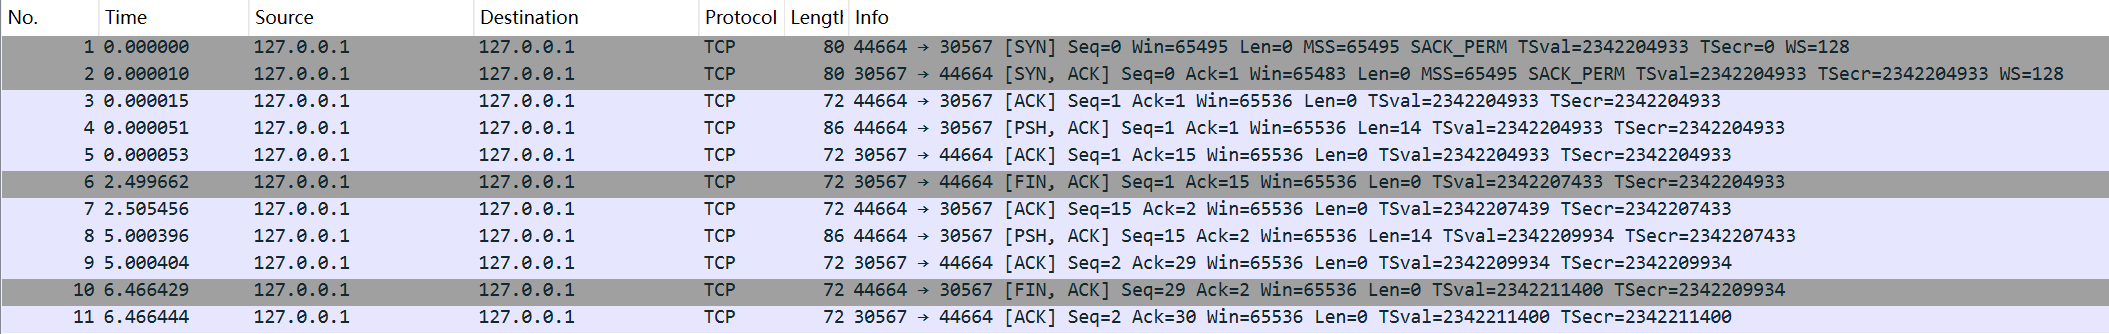 No. Time Source Destination Protocol Length Info
1 0.000000 127.0.0.1 127.0.0.1 TCP 80 44664 → 30567 [SYN] Seq=0 Win=65495 Len=0 MSS=65495 SACK_PERM TSval=2342204933 TSecr=0 WS=128
2 0.000010 127.0.0.1 127.0.0.1 TCP 80 30567 → 44664 [SYN, ACK] Seq=0 Ack=1 Win=65483 Len=0 MSS=65495 SACK_PERM TSval=2342204933 TSecr=2342204933 WS=128
3 0.000015 127.0.0.1 127.0.0.1 TCP 72 44664 → 30567 [ACK] Seq=1 Ack=1 Win=65536 Len=0 TSval=2342204933 TSecr=2342204933
4 0.000051 127.0.0.1 127.0.0.1 TCP 86 44664 → 30567 [PSH, ACK] Seq=1 Ack=1 Win=65536 Len=14 TSval=2342204933 TSecr=2342204933
5 0.000053 127.0.0.1 127.0.0.1 TCP 72 30567 → 44664 [ACK] Seq=1 Ack=15 Win=65536 Len=0 TSval=2342204933 TSecr=2342204933
6 2.499662 127.0.0.1 127.0.0.1 TCP 72 30567 → 44664 [FIN, ACK] Seq=1 Ack=15 Win=65536 Len=0 TSval=2342207433 TSecr=2342204933
7 2.505456 127.0.0.1 127.0.0.1 TCP 72 44664 → 30567 [ACK] Seq=15 Ack=2 Win=65536 Len=0 TSval=2342207439 TSecr=2342207433
8 5.000396 127.0.0.1 127.0.0.1 TCP 86 44664 → 30567 [PSH, ACK] Seq=15 Ack=2 Win=65536 Len=14 TSval=2342209934 TSecr=2342207433
9 5.000404 127.0.0.1 127.0.0.1 TCP 72 30567 → 44664 [ACK] Seq=2 Ack=29 Win=65536 Len=0 TSval=2342209934 TSecr=2342209934
10 6.466429 127.0.0.1 127.0.0.1 TCP 72 44664 → 30567 [FIN, ACK] Seq=29 Ack=2 Win=65536 Len=0 TSval=2342211400 TSecr=2342209934
11 6.466444 127.0.0.1 127.0.0.1 TCP 72 30567 → 44664 [ACK] Seq=2 Ack=30 Win=65536 Len=0 TSval=2342211400 TSecr=2342211400